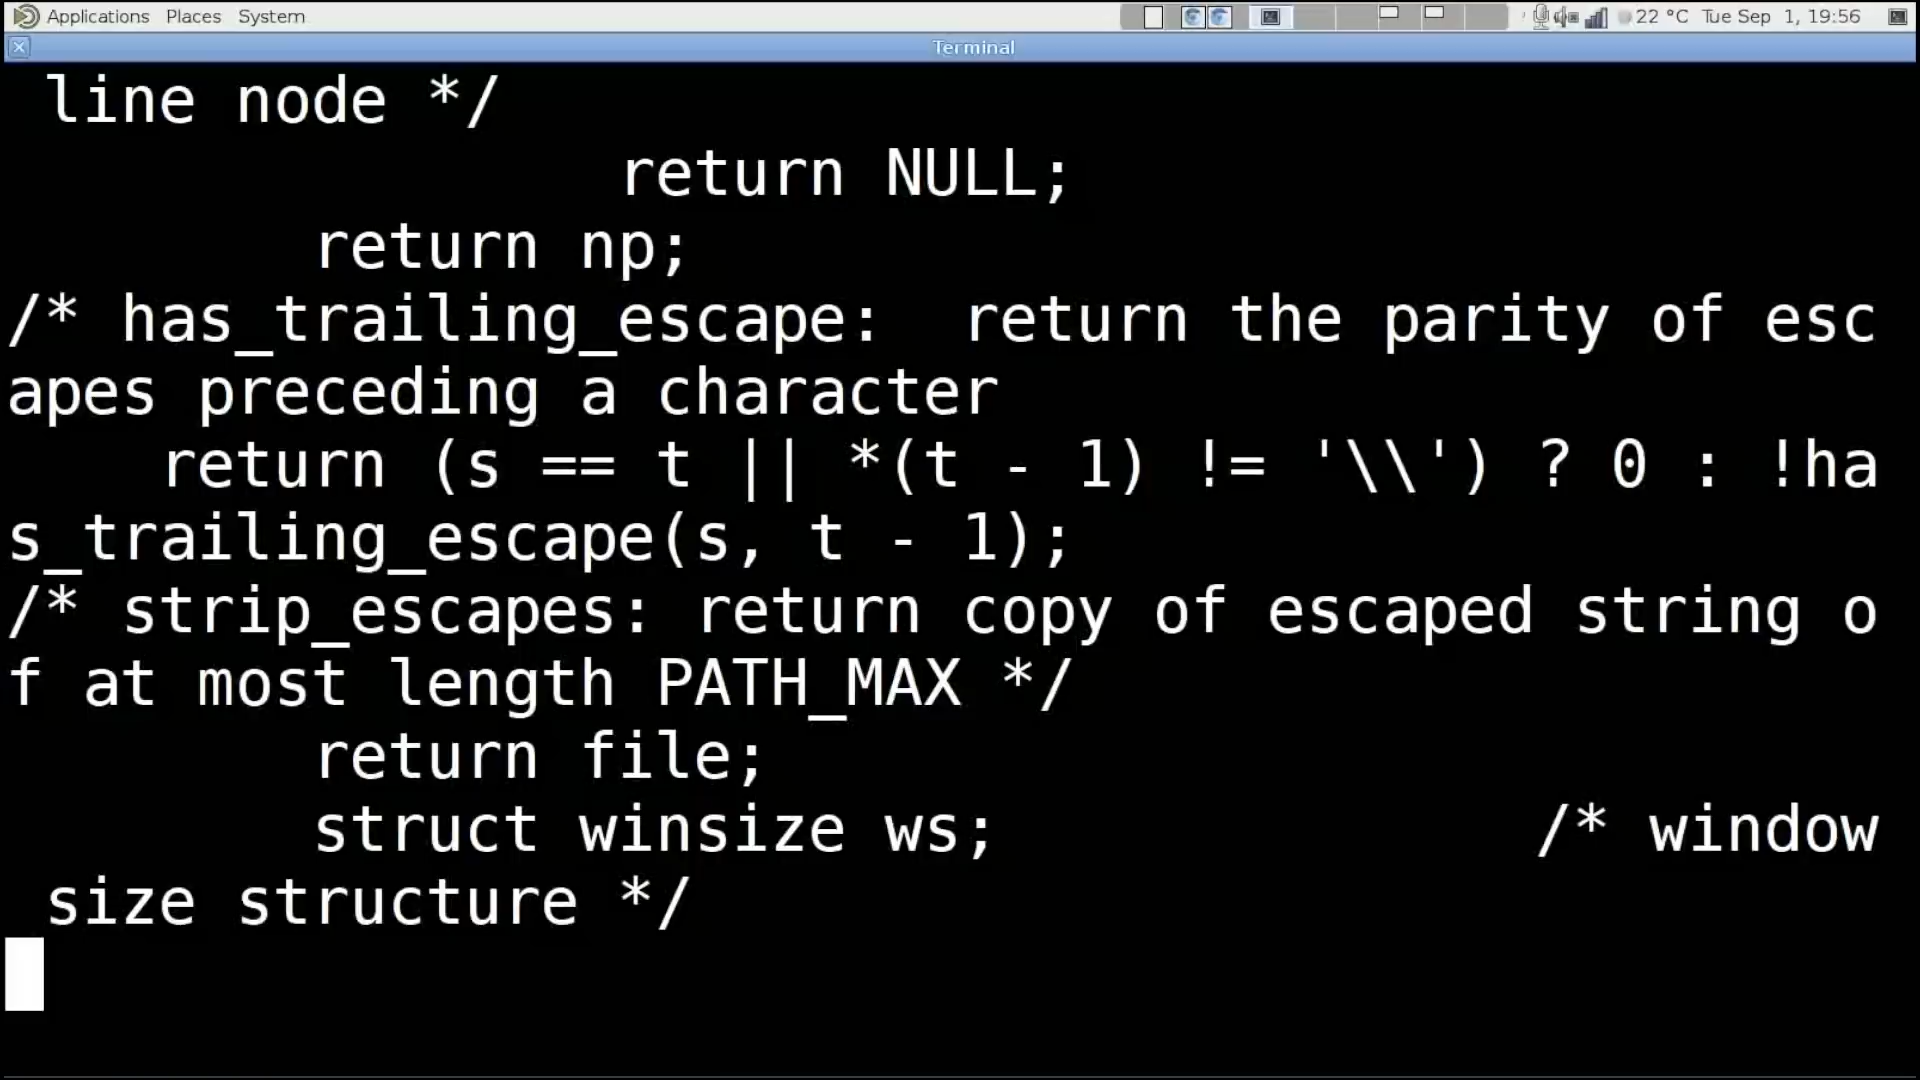 Applications Places System 22 °C Tue Sep 1, 19:56
Terminal
line node */
return NULL;
return np;
/* has_trailing_escape:  return the parity of esc
apes preceding a character
return (s == t || *(t - 1) != '\\') ? 0 : !ha
s_trailing_escape(s, t - 1);
/* strip_escapes: return copy of escaped string o
f at most length PATH_MAX */
return file;
struct winsize ws; /* window
size structure */